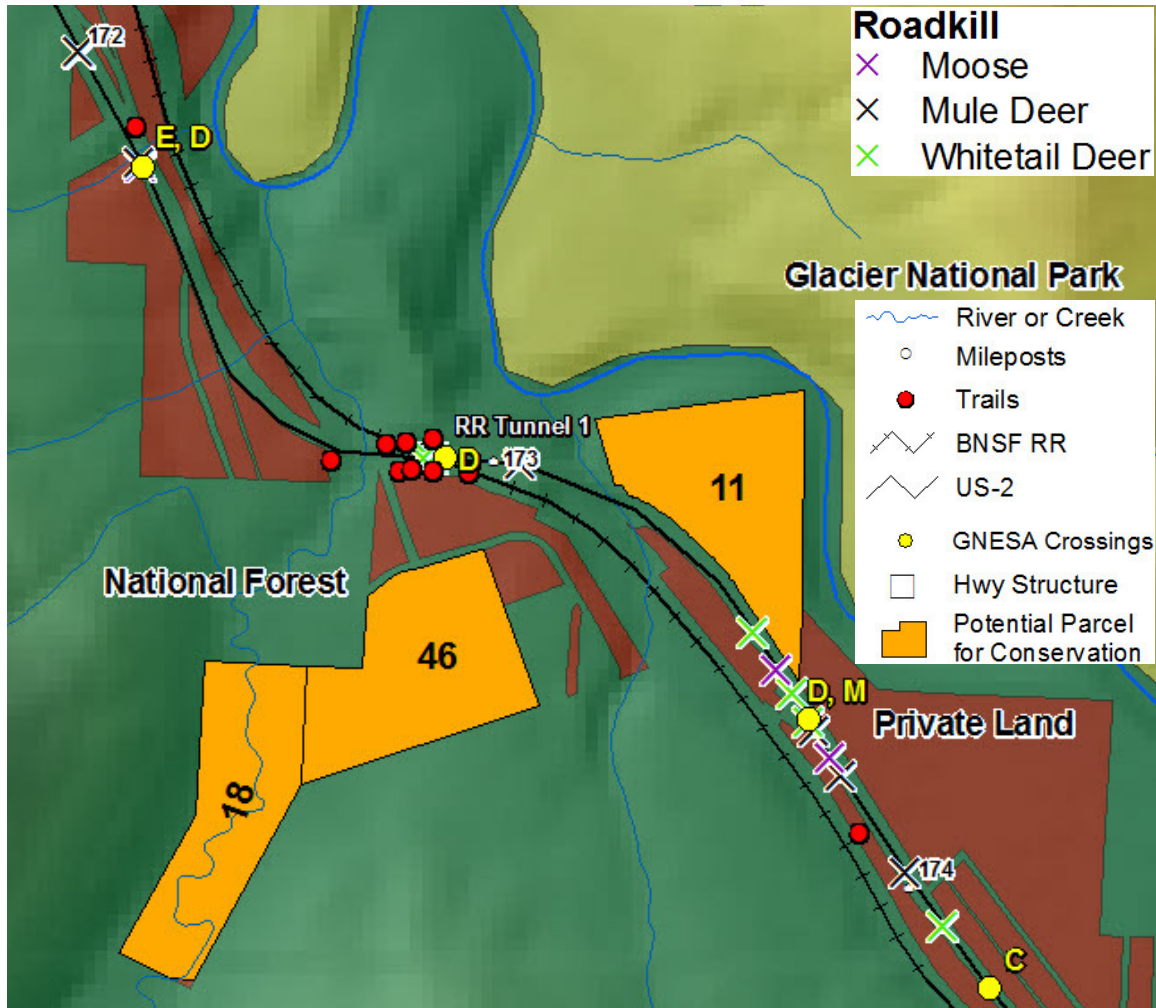 172
Roadkill
Moose
Mule Deer
Whitetail Deer
E, D
Glacier National Park
River or Creek
Mileposts
Trails
BNSF RR
US-2
GNESA Crossings
Hwy Structure
Potential Parcel
for Conservation
RR Tunnel 1
D
173
11
National Forest
46
18
D, M
Private Land
174
C